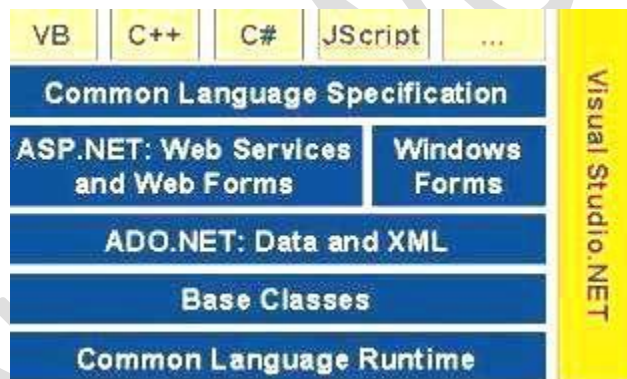 VB C++ C# JScript ...
Common Language Specification
ASP.NET: Web Services
and Web Forms
Windows
Forms
ADO.NET: Data and XML
Base Classes
Common Language Runtime
Visual Studio.NET